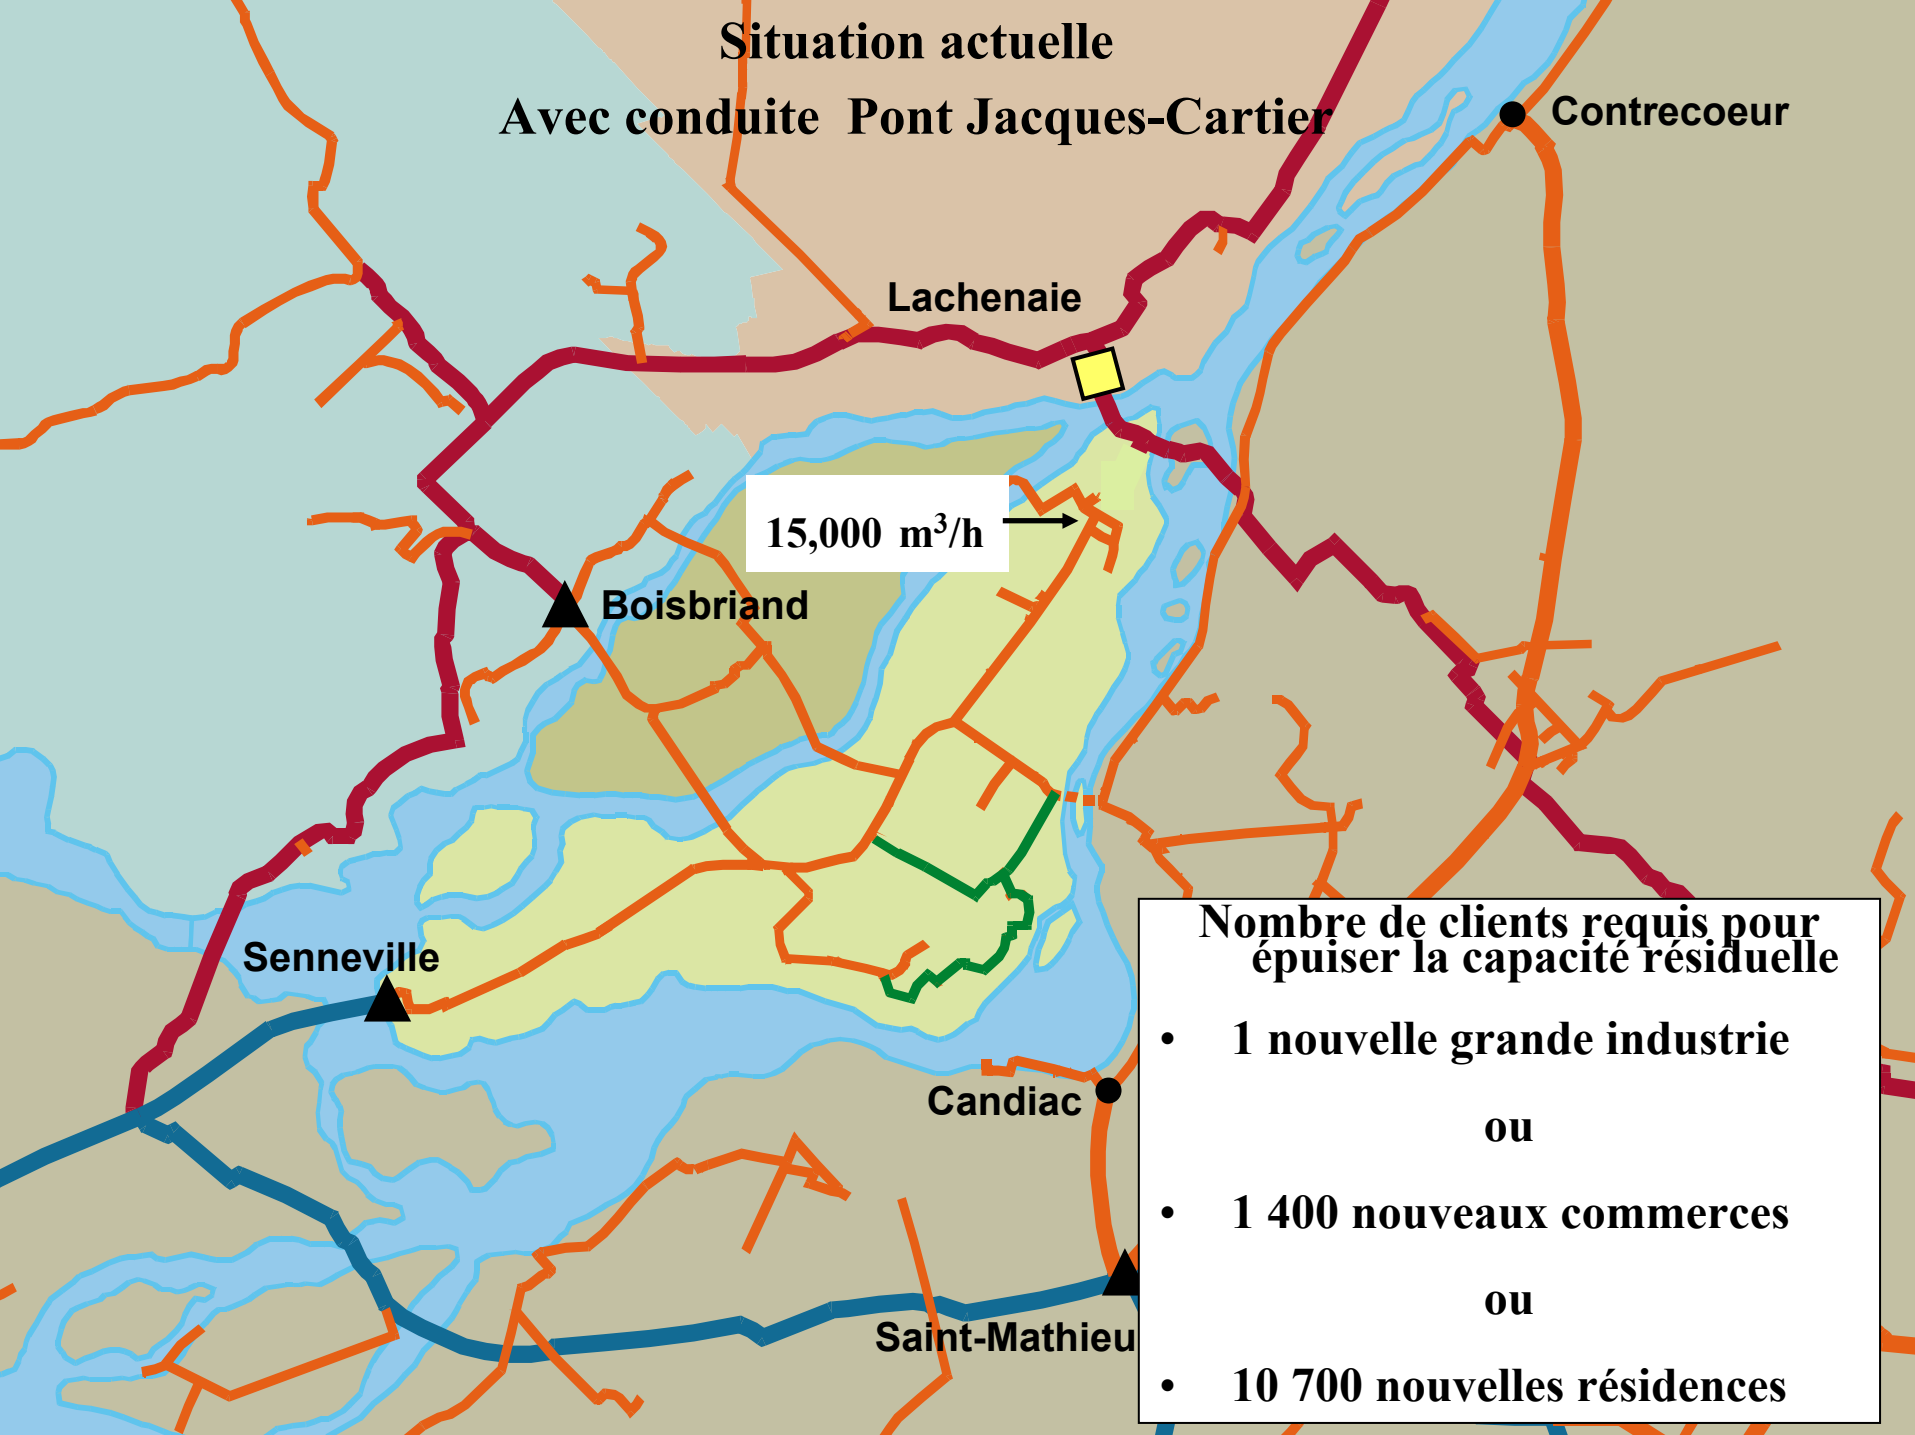 Situation actuelle
Avec conduite Pont Jacques-Cartier
Contrecoeur
Lachenaie
15,000 m³/h
Boisbriand
Senneville
Candiac
Saint-Mathieu
Nombre de clients requis pour
épuiser la capacité résiduelle
• 1 nouvelle grande industrie
ou
• 1 400 nouveaux commerces
ou
• 10 700 nouvelles résidences